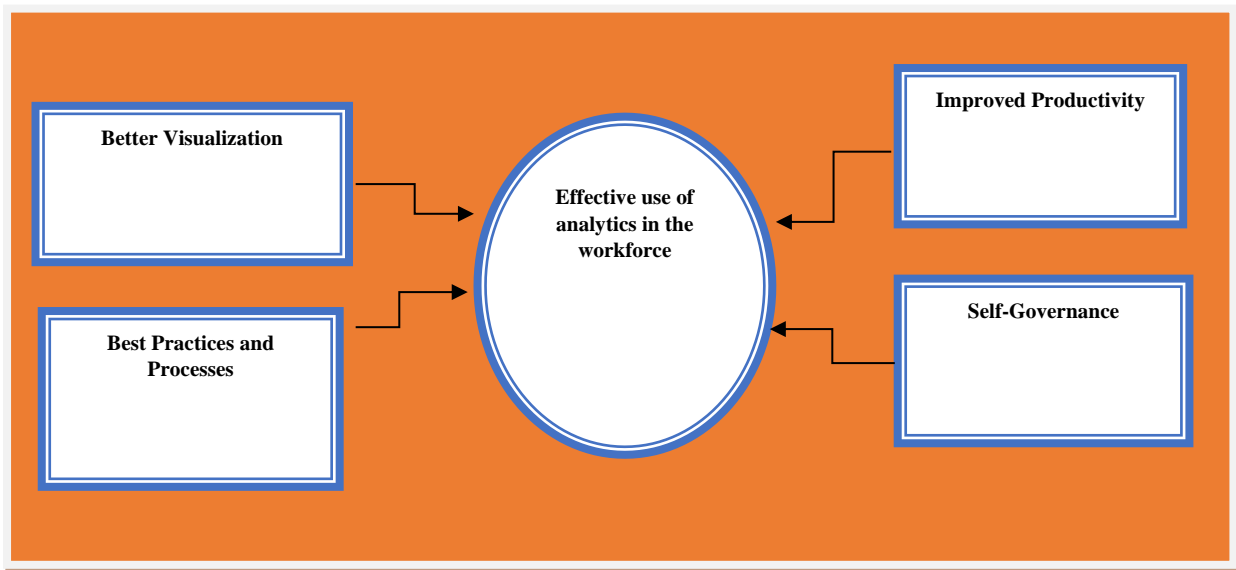 Better Visualization
Best Practices and
Processes
Effective use of
analytics in the
workforce
Improved Productivity
Self-Governance